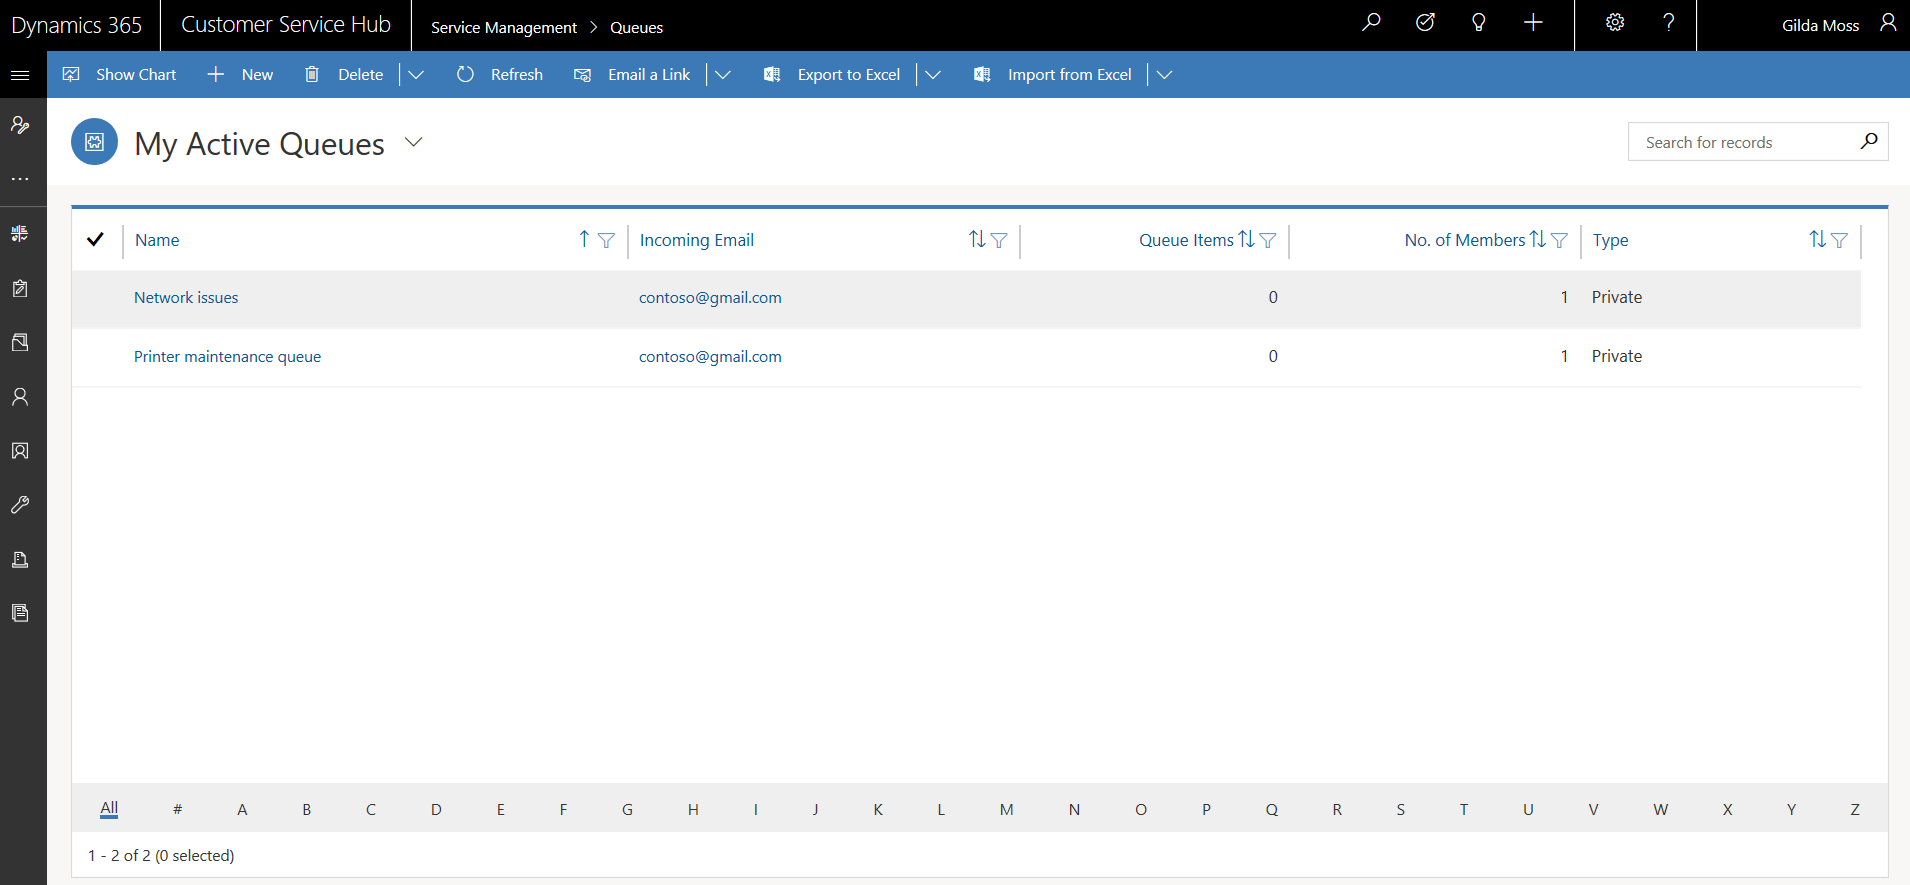 Dynamics 365 Customer Service Hub Service Management > Queues ? Gilda Moss
Show Chart New Delete Refresh Email a Link Export to Excel Import from Excel
My Active Queues
Search for records
Name Incoming Email Queue Items No. of Members Type
Network issues contoso@gmail.com 0 1 Private
Printer maintenance queue contoso@gmail.com 0 1 Private
All # A B C D E F G H I J K L M N O P Q R S T U V W X Y Z
1 - 2 of 2 (0 selected)